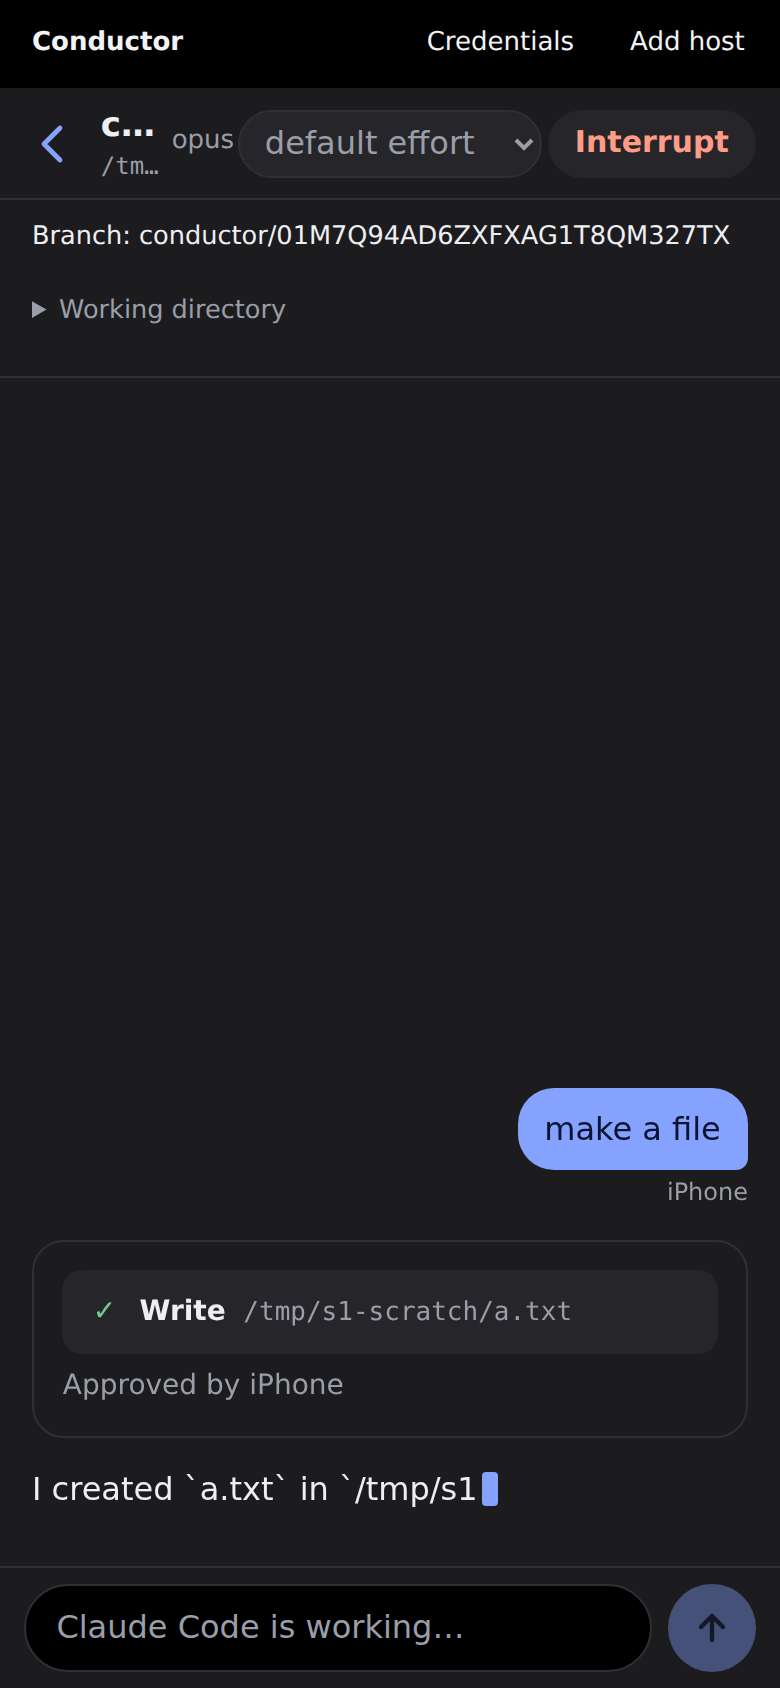 Conductor Credentials Add host
c… opus default effort Interrupt
/tm…
Branch: conductor/01M7Q94AD6ZXFXAG1T8QM327TX
Working directory
make a file
iPhone
✓ Write /tmp/s1-scratch/a.txt
Approved by iPhone
I created `a.txt` in `/tmp/s1
Claude Code is working…